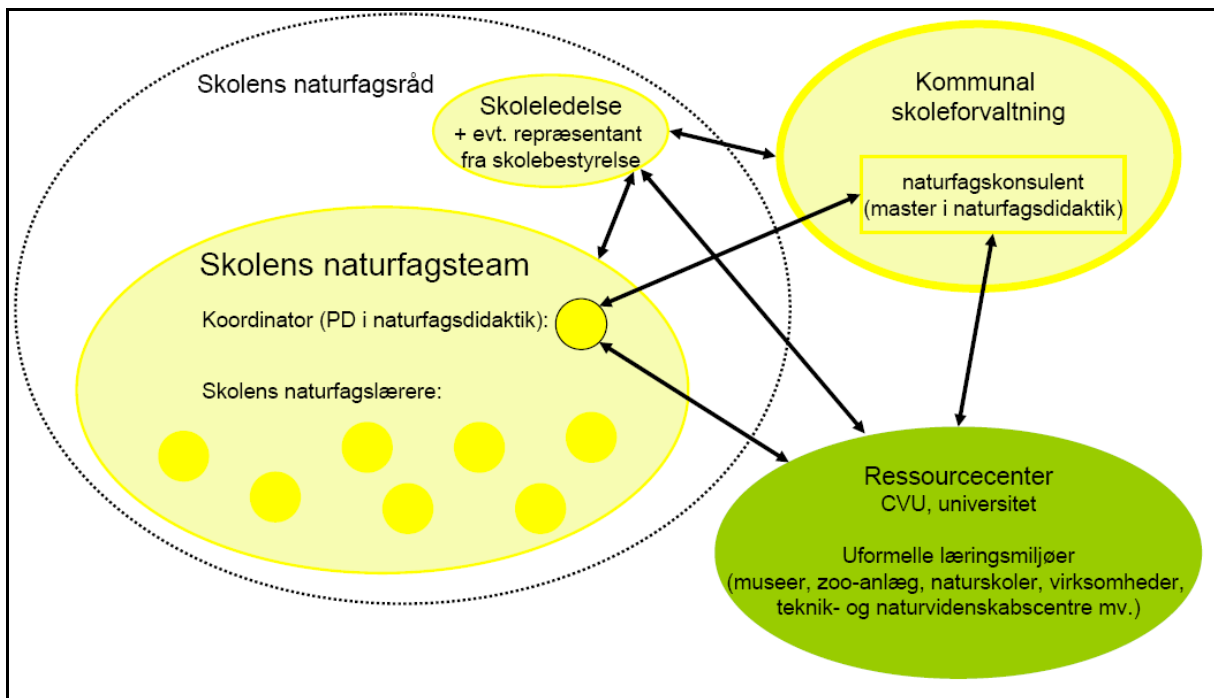 Skolens naturfagsråd
Skoleledelse
+ evt. repræsentant
fra skolebestyrelse
Kommunal
skoleforvaltning
naturfagskonsulent
(master i naturfagsdidaktik)
Skolens naturfagsteam
Koordinator (PD i naturfagsdidaktik):
Skolens naturfagslærere:
Ressourcecenter
CVU, universitet
Uformelle læringsmiljøer
(museer, zoo-anlæg, naturskoler, virksomheder,
teknik- og naturvidenskabscentre mv.)